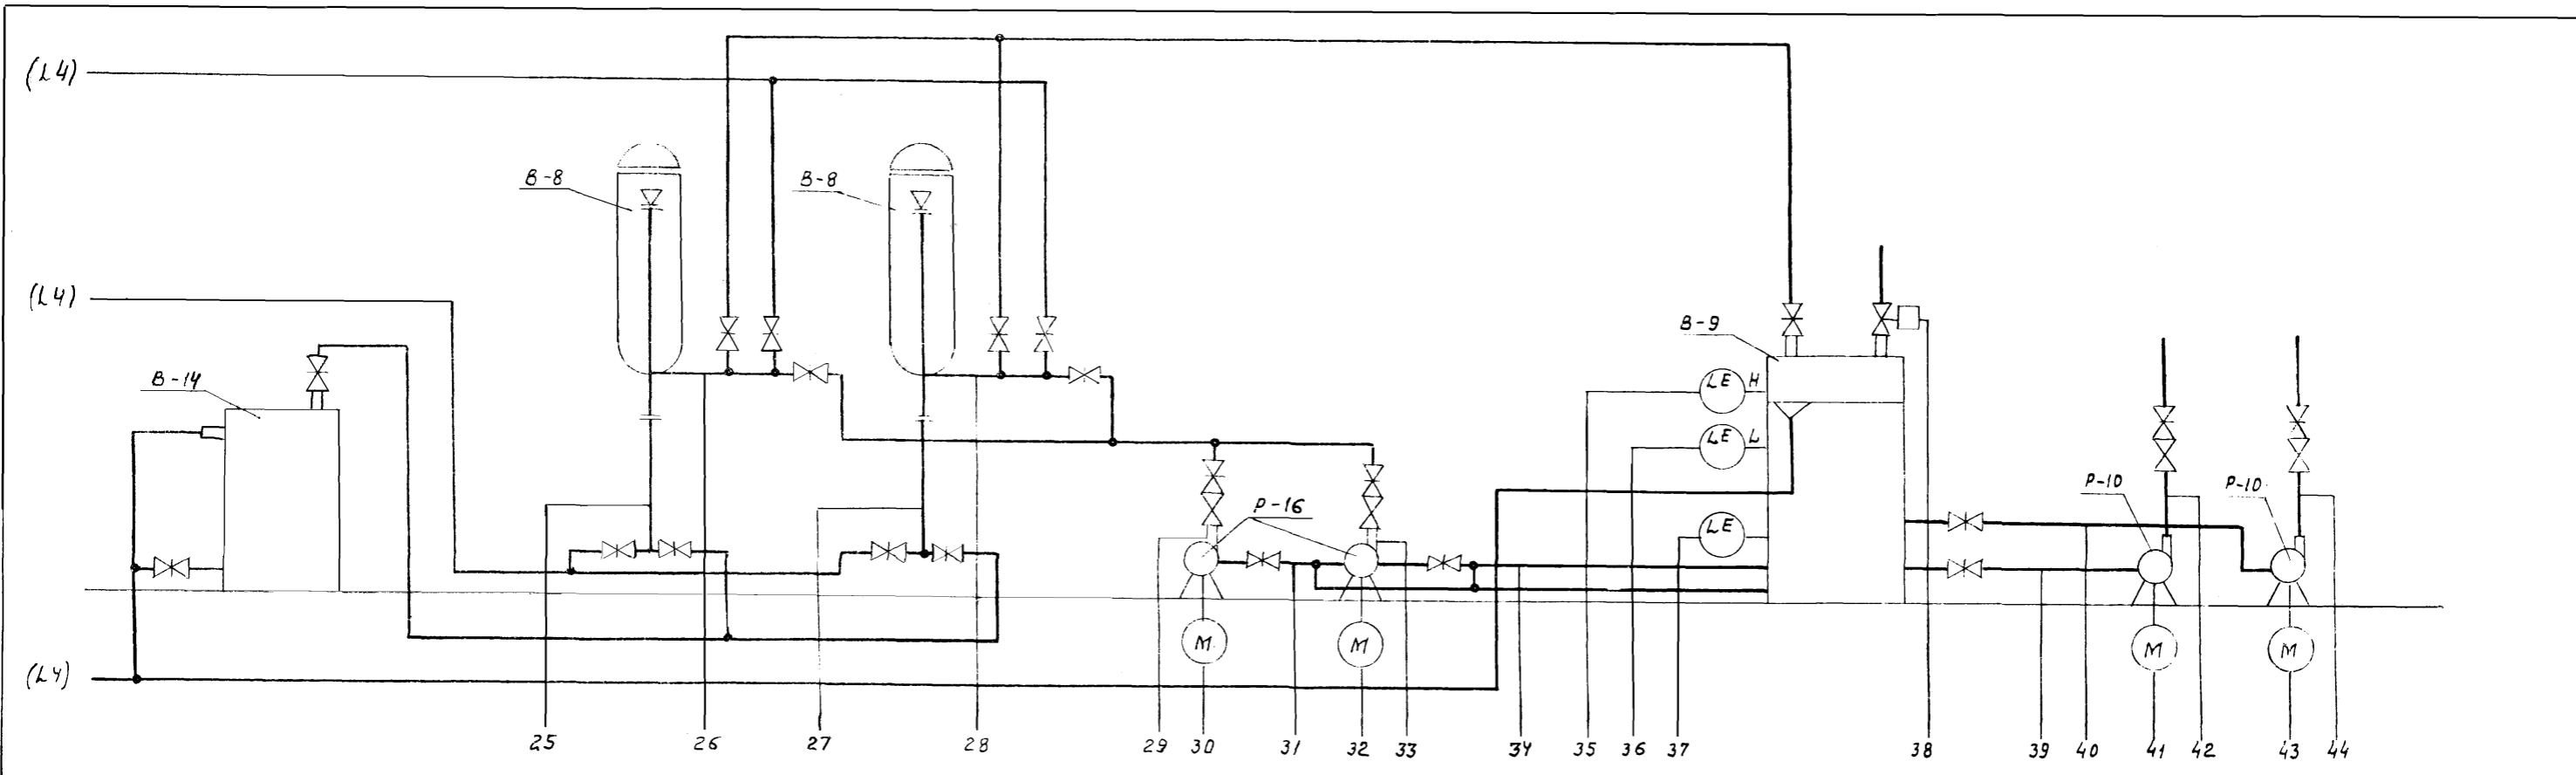 (L4)
B-8
B-8
(L4)
B-9
B-14
LE H
LE L
P-16
LE
P-10
P-10
M
M
M
M
(L4)
25 26 27 28 29 30 31 32 33 34 35 36 37 38 39 40 41 42 43 44